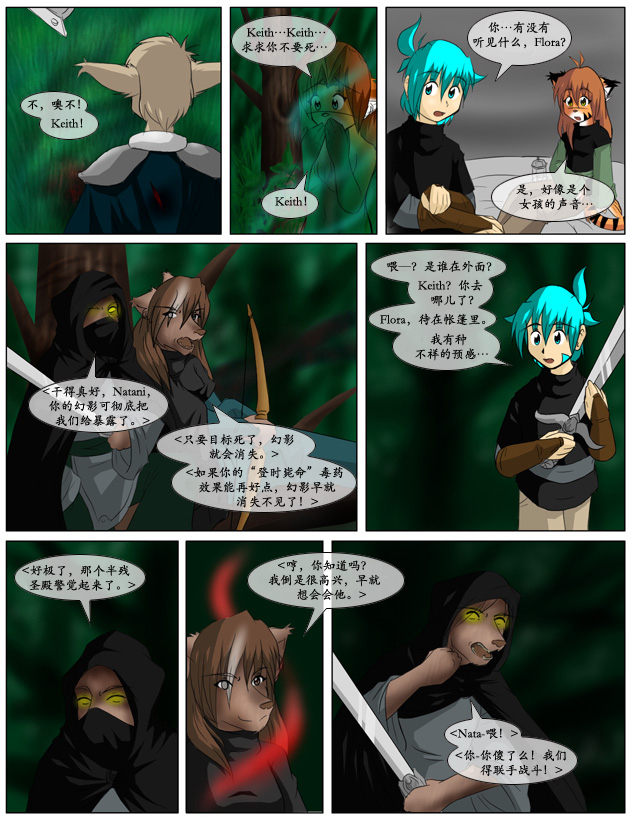 不，噢不！
Keith！
Keith…Keith…
求求你不要死…
Keith！
你…有没有
听见什么，Flora？
是，好像是个
女孩的声音…
<干得真好，Natani，
你的幻影可彻底把
我们给暴露了。>
<只要目标死了，幻影
就会消失。>
<如果你的“登时毙命”毒药
效果能再好点，幻影早就
消失不见了！>
喂—？是谁在外面？
Keith？你去
哪儿了？
Flora，待在帐篷里。
我有种
不祥的预感…
<好极了，那个半残
圣殿警觉起来了。>
<哼，你知道吗？
我倒是很高兴，早就
想会会他。>
<Nata-喂！>
<你-你傻了么！我们
得联手战斗！>